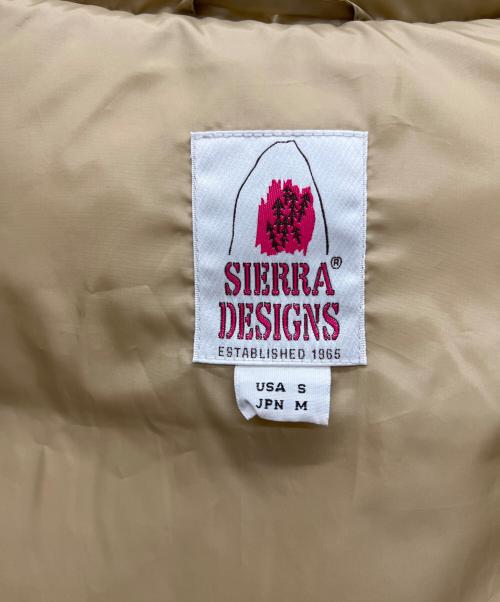 SIERRA®
DESIGNS
ESTABLISHED 1965
USA S
JPN M